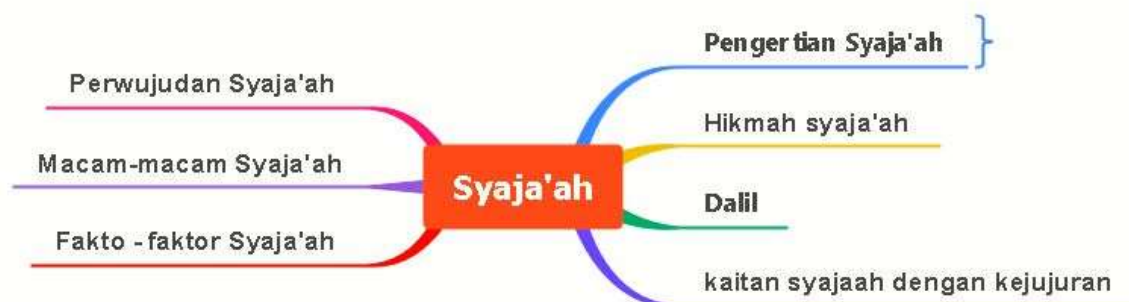 Syaja'ah
Pengertian Syaja'ah
Hikmah syaja'ah
Dalil
kaitan syajaah dengan kejujuran
Perwujudan Syaja'ah
Macam-macam Syaja'ah
Fakto - faktor Syaja'ah